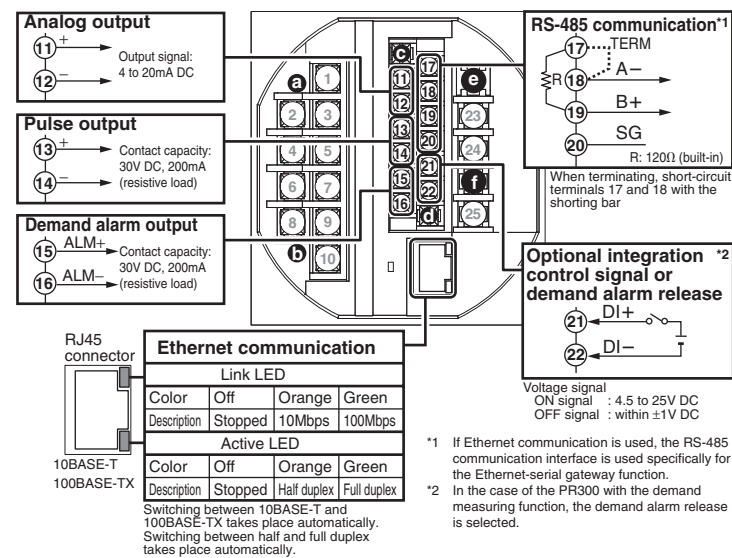 Analog output
11 +
12 −
Output signal:
4 to 20mA DC
Pulse output
13 +
14 −
Contact capacity:
30V DC, 200mA
(resistive load)
Demand alarm output
15 ALM+
16 ALM−
Contact capacity:
30V DC, 200mA
(resistive load)
a
b
c
d
e
f
1
2 3
4 5
6 7
8 9
10
11
12
13
14
15
16
17
18
19
20
21
22
23
24
25
RS-485 communication*1
17 TERM
R 18 A−
19 B+
20 SG
R: 120Ω (built-in)
When terminating, short-circuit
terminals 17 and 18 with the
shorting bar
Optional integration *2
control signal or
demand alarm release
21 DI+
22 DI−
Voltage signal
ON signal : 4.5 to 25V DC
OFF signal : within ±1V DC
RJ45
connector
10BASE-T
100BASE-TX
Ethernet communication
Link LED
Color Off Orange Green
Description Stopped 10Mbps 100Mbps
Active LED
Color Off Orange Green
Description Stopped Half duplex Full duplex
Switching between 10BASE-T and
100BASE-TX takes place automatically.
Switching between half and full duplex
takes place automatically.
*1 If Ethernet communication is used, the RS-485
communication interface is used specifically for
the Ethernet-serial gateway function.
*2 In the case of the PR300 with the demand
measuring function, the demand alarm release
is selected.